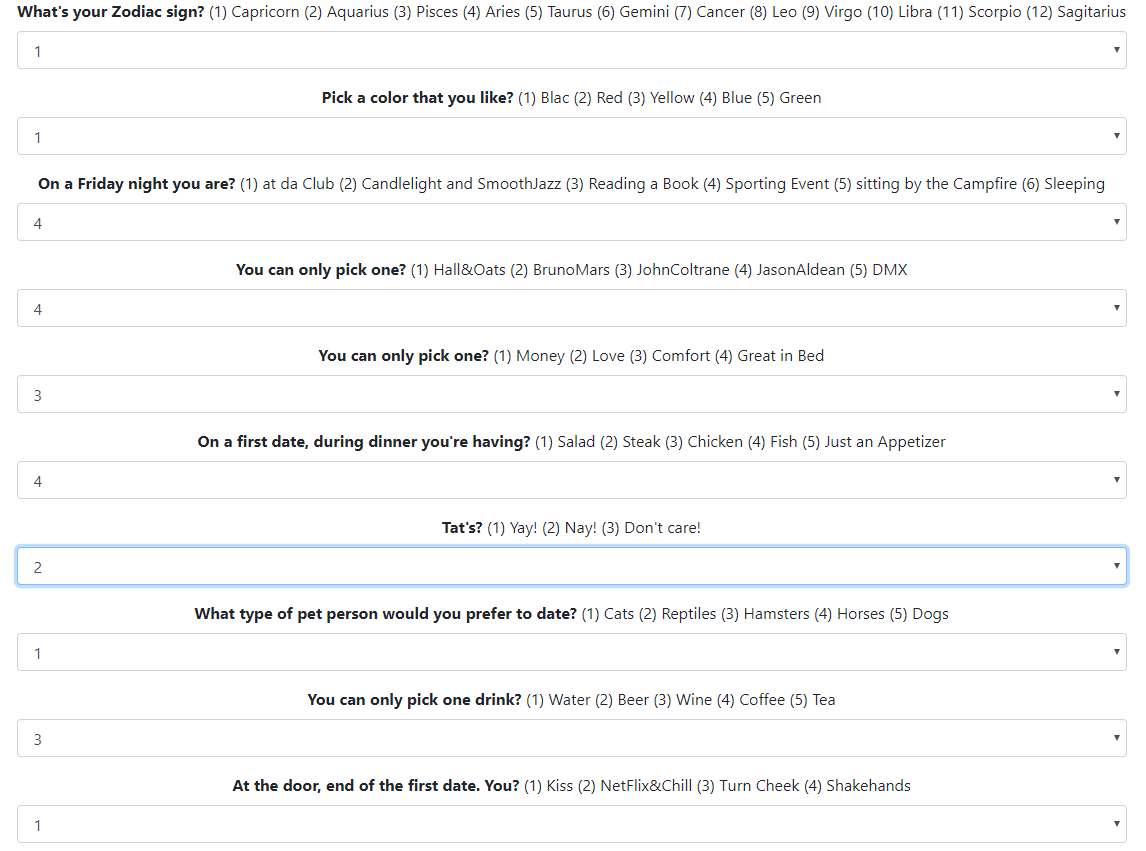 What's your Zodiac sign? (1) Capricorn (2) Aquarius (3) Pisces (4) Aries (5) Taurus (6) Gemini (7) Cancer (8) Leo (9) Virgo (10) Libra (11) Scorpio (12) Sagitarius
1
Pick a color that you like? (1) Blac (2) Red (3) Yellow (4) Blue (5) Green
1
On a Friday night you are? (1) at da Club (2) Candlelight and SmoothJazz (3) Reading a Book (4) Sporting Event (5) sitting by the Campfire (6) Sleeping
4
You can only pick one? (1) Hall&Oats (2) BrunoMars (3) JohnColtrane (4) JasonAldean (5) DMX
4
You can only pick one? (1) Money (2) Love (3) Comfort (4) Great in Bed
3
On a first date, during dinner you're having? (1) Salad (2) Steak (3) Chicken (4) Fish (5) Just an Appetizer
4
Tat's? (1) Yay! (2) Nay! (3) Don't care!
2
What type of pet person would you prefer to date? (1) Cats (2) Reptiles (3) Hamsters (4) Horses (5) Dogs
1
You can only pick one drink? (1) Water (2) Beer (3) Wine (4) Coffee (5) Tea
3
At the door, end of the first date. You? (1) Kiss (2) NetFlix&Chill (3) Turn Cheek (4) Shakehands
1